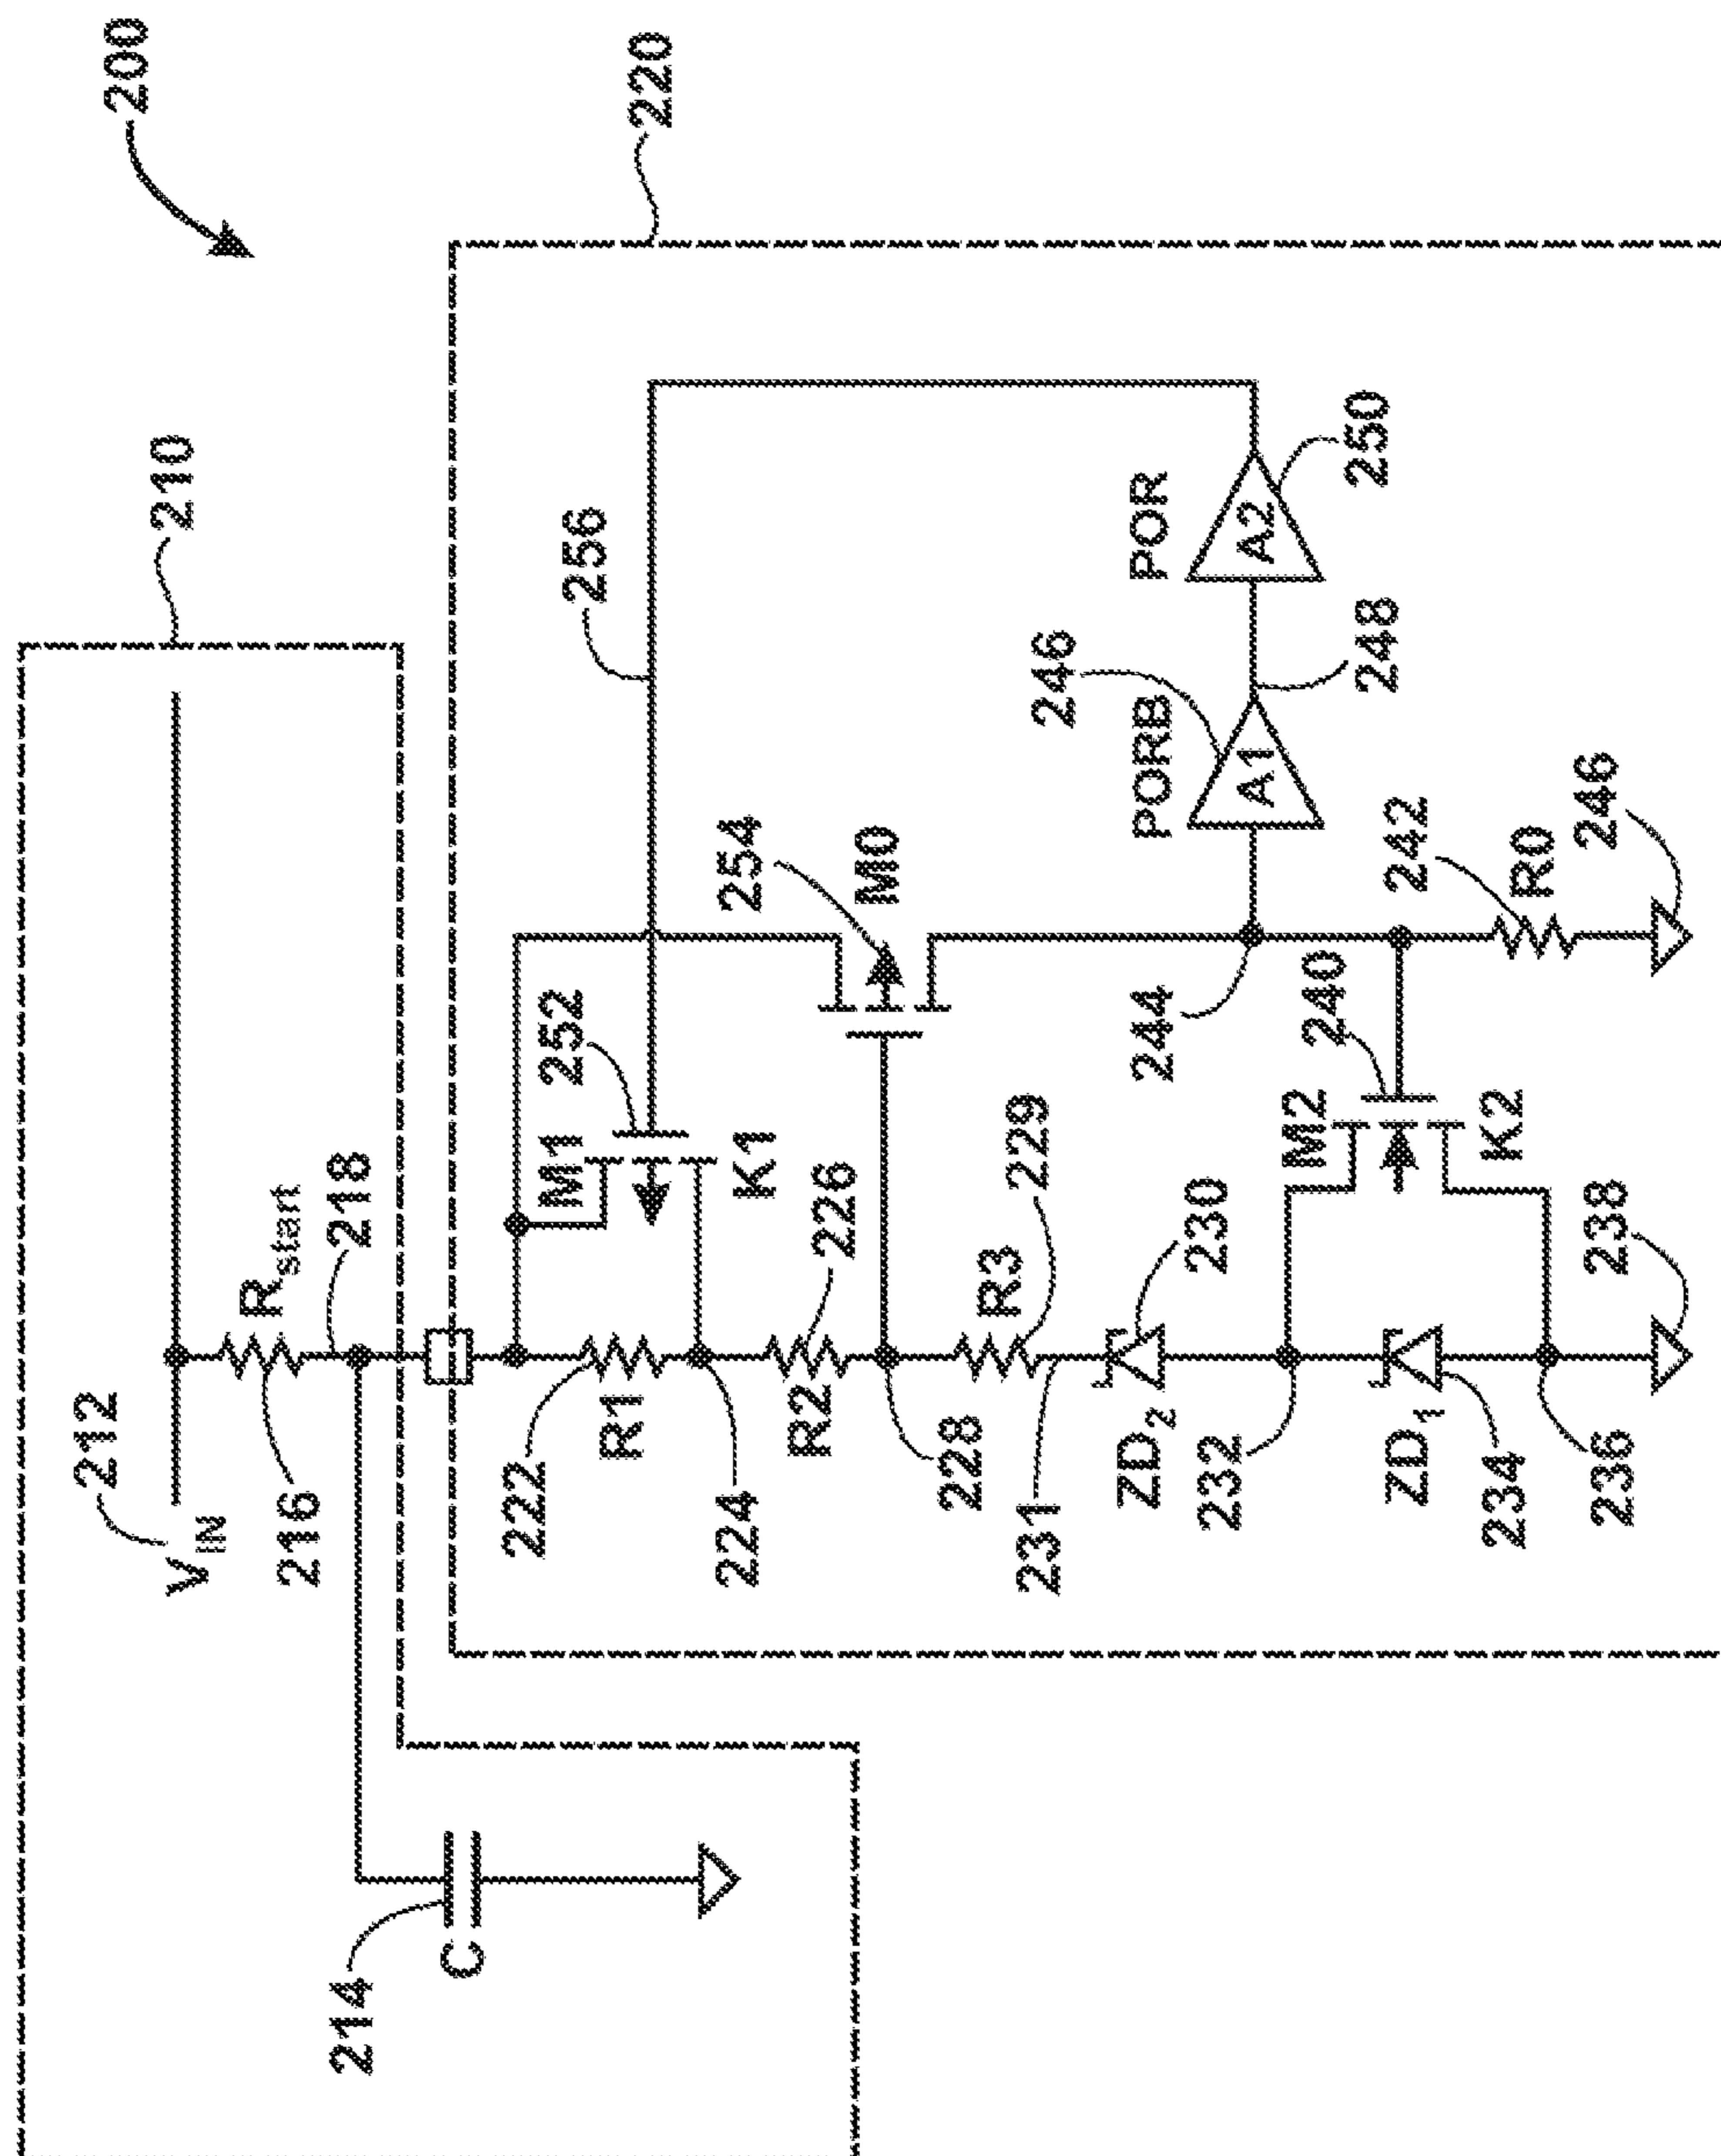 200
210
212
V_IN
R_start
216
218
214
C
220
256
222
R1
M1
252
K1
224
R2
226
254
M0
228
R3
229
231
ZD_2
230
232
M2
240
K2
ZD_1
234
236
238
244
PORB
246
A1
248
POR
A2
250
242
R0
246